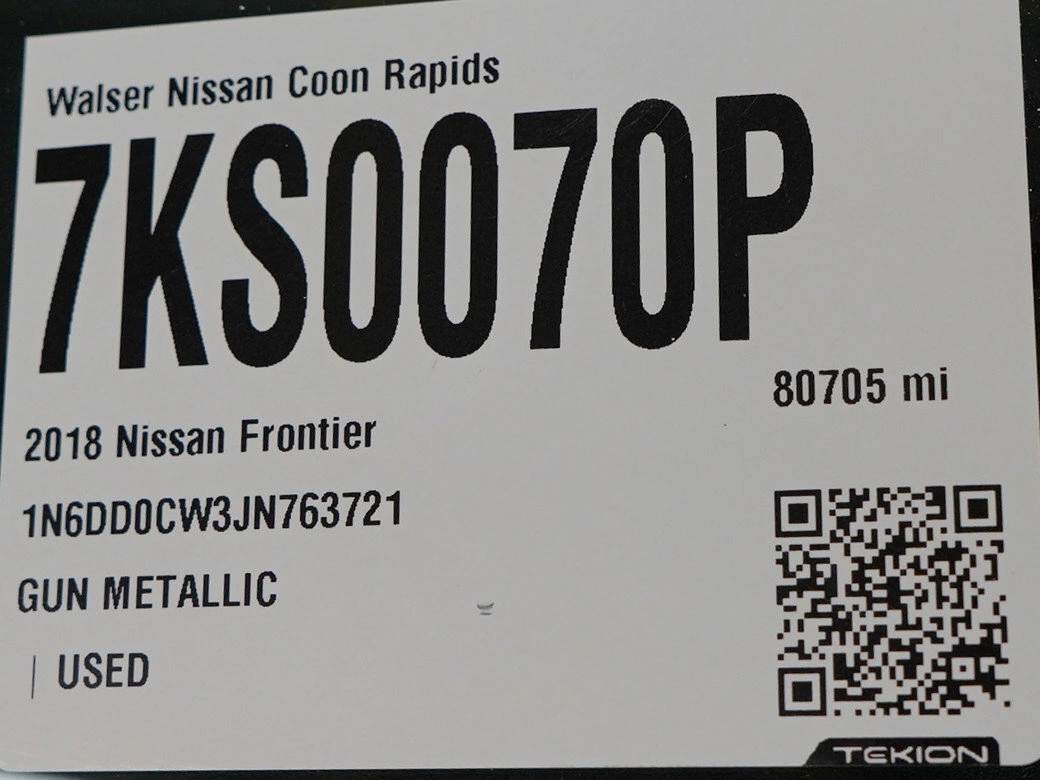 Walser Nissan Coon Rapids
7KS0070P
80705 mi
2018 Nissan Frontier
1N6DD0CW3JN763721
GUN METALLIC
| USED
TEKION